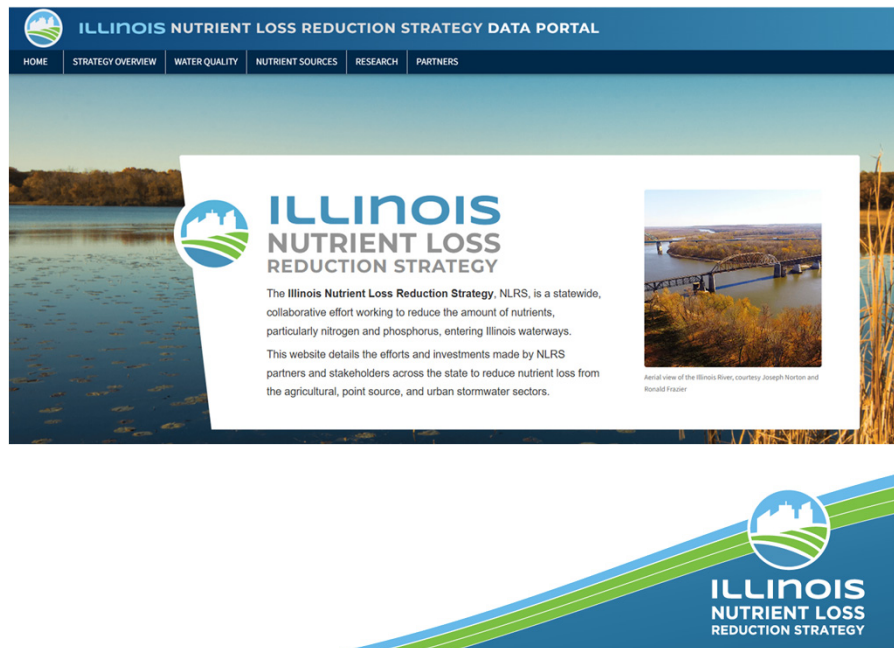 ILLINOIS NUTRIENT LOSS REDUCTION STRATEGY DATA PORTAL
HOME STRATEGY OVERVIEW WATER QUALITY NUTRIENT SOURCES RESEARCH PARTNERS
ILLINOIS
NUTRIENT LOSS
REDUCTION STRATEGY
The Illinois Nutrient Loss Reduction Strategy, NLRS, is a statewide,
collaborative effort working to reduce the amount of nutrients,
particularly nitrogen and phosphorus, entering Illinois waterways.
This website details the efforts and investments made by NLRS
partners and stakeholders across the state to reduce nutrient loss from
the agricultural, point source, and urban stormwater sectors.
Aerial view of the Illinois River, courtesy Joseph Norton and
Ronald Frazier
ILLINOIS
NUTRIENT LOSS
REDUCTION STRATEGY